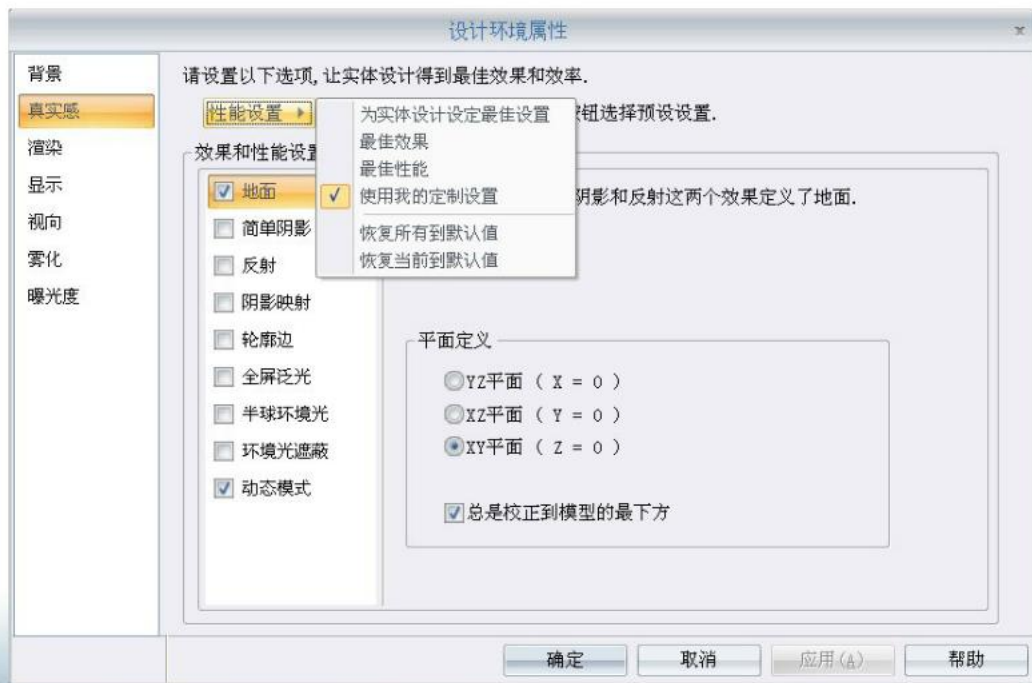 设计环境属性
背景
真实感
渲染
显示
视向
雾化
曝光度
请设置以下选项,让实体设计得到最佳效果和效率.
性能设置
钮选择预设设置.
为实体设计设定最佳设置
最佳效果
最佳性能
使用我的定制设置
恢复所有到默认值
恢复当前到默认值
效果和性能设置
地面
阴影和反射这两个效果定义了地面.
简单阴影
反射
阴影映射
轮廓边
全屏泛光
半球环境光
环境光遮蔽
动态模式
平面定义
YZ平面 ( X = 0 )
XZ平面 ( Y = 0 )
XY平面 ( Z = 0 )
总是校正到模型的最下方
确定
取消
应用(A)
帮助